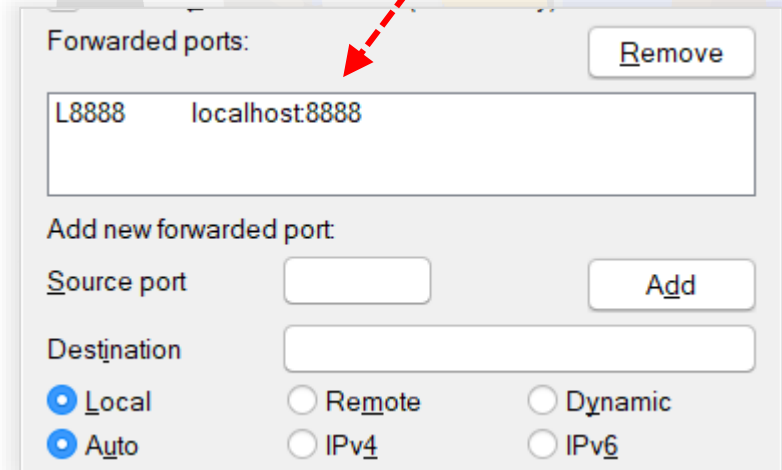 Forwarded ports:
Remove
L8888 localhost:8888
Add new forwarded port:
Source port Add
Destination
Local Remote Dynamic
Auto IPv4 IPv6